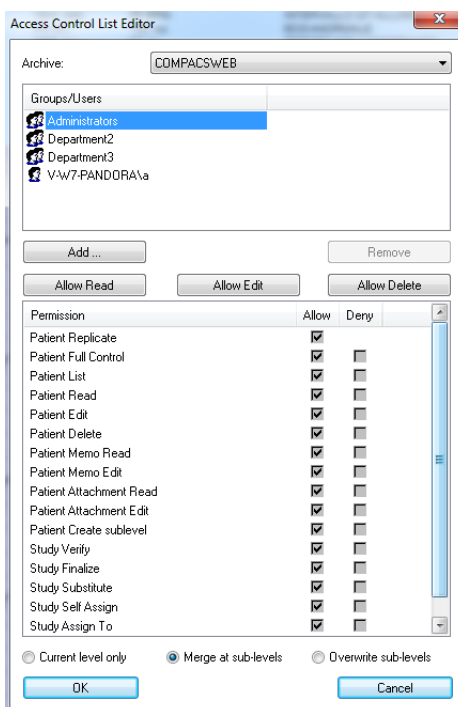 Access Control List Editor
Archive: COMPACSWEB
Groups/Users
Administrators
Department2
Department3
V-W7-PANDORA\a
Add ... Remove
Allow Read Allow Edit Allow Delete
Permission Allow Deny
Patient Replicate
Patient Full Control
Patient List
Patient Read
Patient Edit
Patient Delete
Patient Memo Read
Patient Memo Edit
Patient Attachment Read
Patient Attachment Edit
Patient Create sublevel
Study Verify
Study Finalize
Study Substitute
Study Self Assign
Study Assign To
Current level only Merge at sub-levels Overwrite sub-levels
OK Cancel